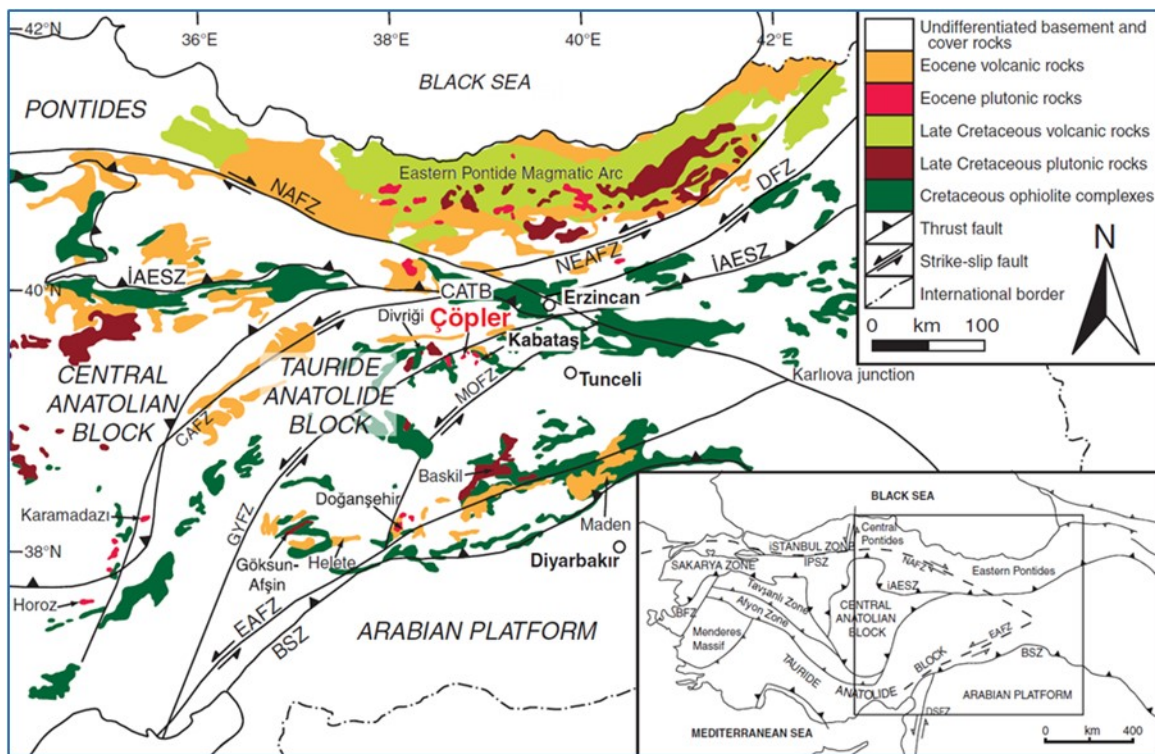 42°N
36°E
38°E
40°E
42°E
BLACK SEA
PONTIDES
Eastern Pontide Magmatic Arc
NAFZ
DFZ
NEAFZ
İAESZ
İAESZ
40°N
CATB
Erzincan
Divriği
Çöpler
Kabataş
CENTRAL
ANATOLIAN
BLOCK
TAURIDE
ANATOLIDE
BLOCK
MOFZ
Tunceli
Karlıova junction
CAFZ
Baskil
Karamadazı
Doğanşehir
GYFZ
Maden
38°N
Göksun-
Afşin
Helete
Diyarbakır
Horoz
EAFZ
BSZ
ARABIAN PLATFORM
Undifferentiated basement and
cover rocks
Eocene volcanic rocks
Eocene plutonic rocks
Late Cretaceous volcanic rocks
Late Cretaceous plutonic rocks
Cretaceous ophiolite complexes
Thrust fault
Strike-slip fault
International border
0 km 100
N
BLACK SEA
Central
Pontides
İSTANBUL ZONE
SAKARYA ZONE
IPSZ
NAFZ
Eastern Pontides
iAESZ
Tavşanlı Zone
Afyon Zone
CENTRAL
ANATOLIAN
BLOCK
BFZ
Menderes
Massif
EAFZ
BSZ
TAURIDE
ANATOLIDE
BLOCK
ARABIAN PLATFORM
DSFZ
MEDITERRANEAN SEA
0 km 400